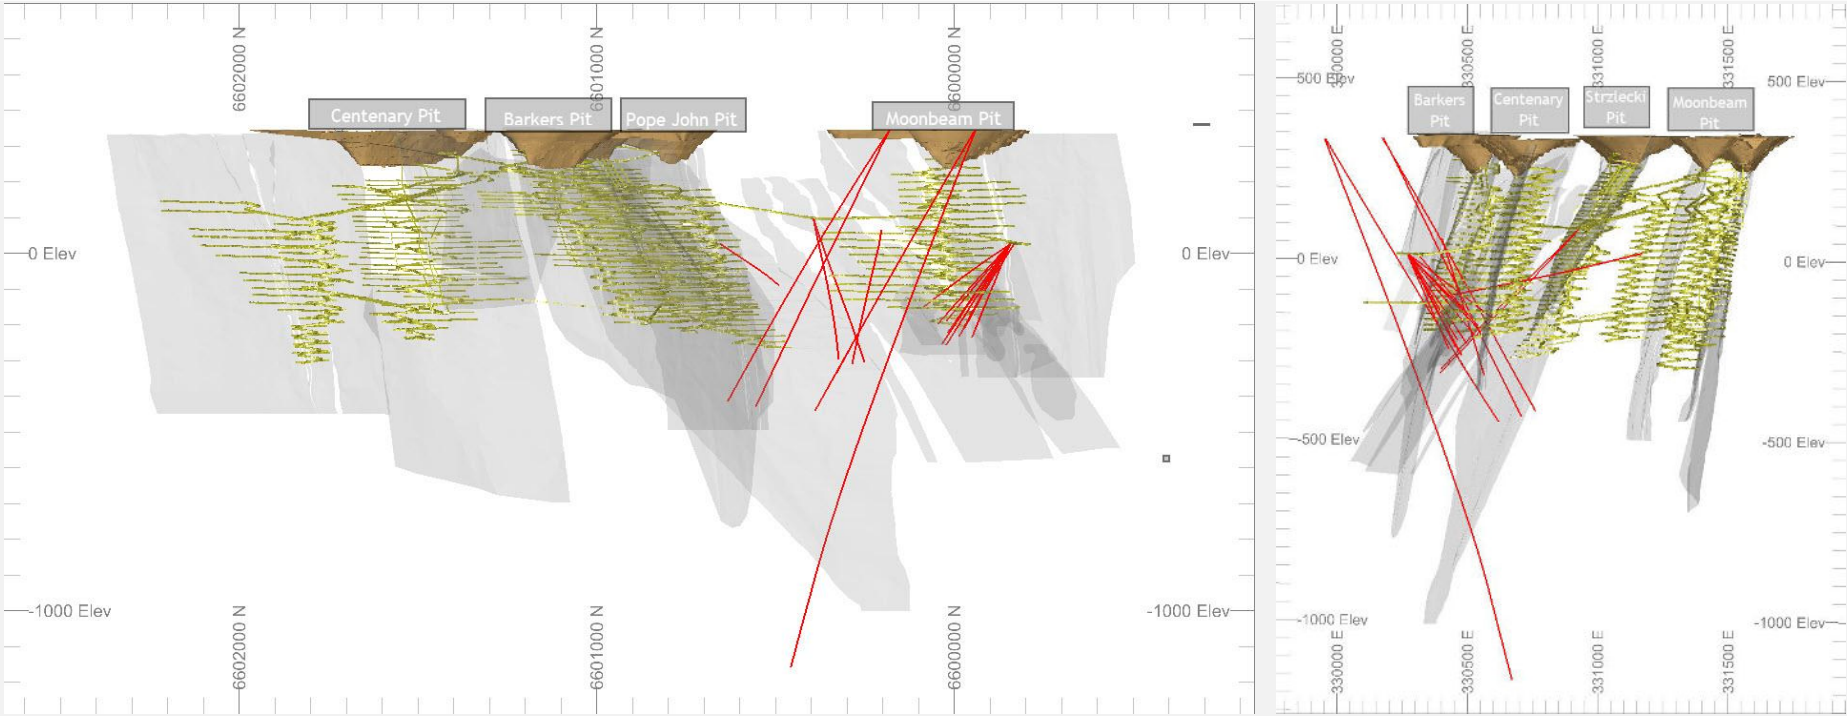 6602000 N
6601000 N
6600000 N
Centenary Pit
Barkers Pit
Pope John Pit
Moonbeam Pit
0 Elev
0 Elev
-1000 Elev
-1000 Elev
6602000 N
6601000 N
6600000 N
330000 E
330500 E
331000 E
331500 E
500 Elev
500 Elev
Barkers
Pit
Centenary
Pit
Strzlecki
Pit
Moonbeam
Pit
0 Elev
0 Elev
-500 Elev
-500 Elev
-1000 Elev
-1000 Elev
330000 E
330500 E
331000 E
331500 E